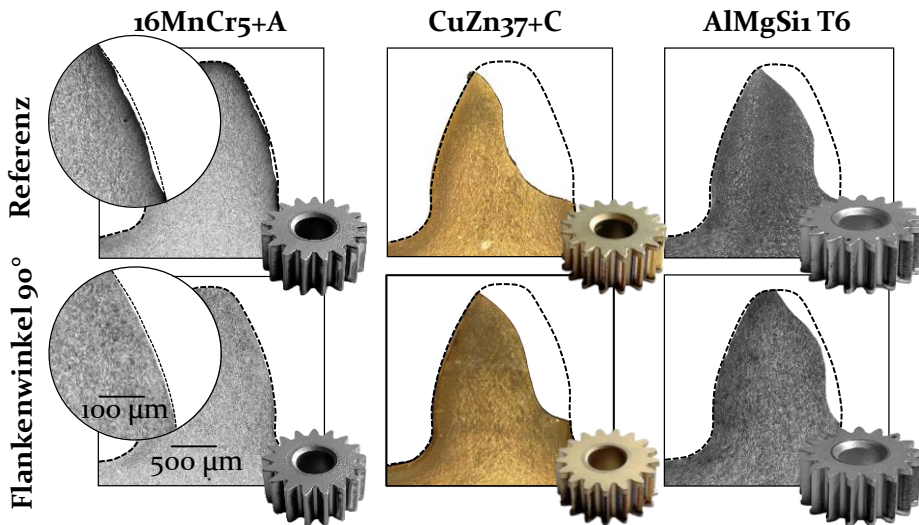 16MnCr5+A
CuZn37+C
AlMgSi1 T6
Referenz
Flankenwinkel 90°
100 µm
500 µm